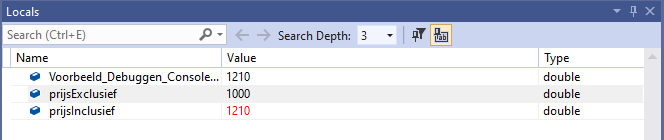 Locals
Search (Ctrl+E)
Search Depth: 3
Name Value Type
Voorbeeld_Debuggen_Console... 1210 double
prijsExclusief 1000 double
prijsInclusief 1210 double